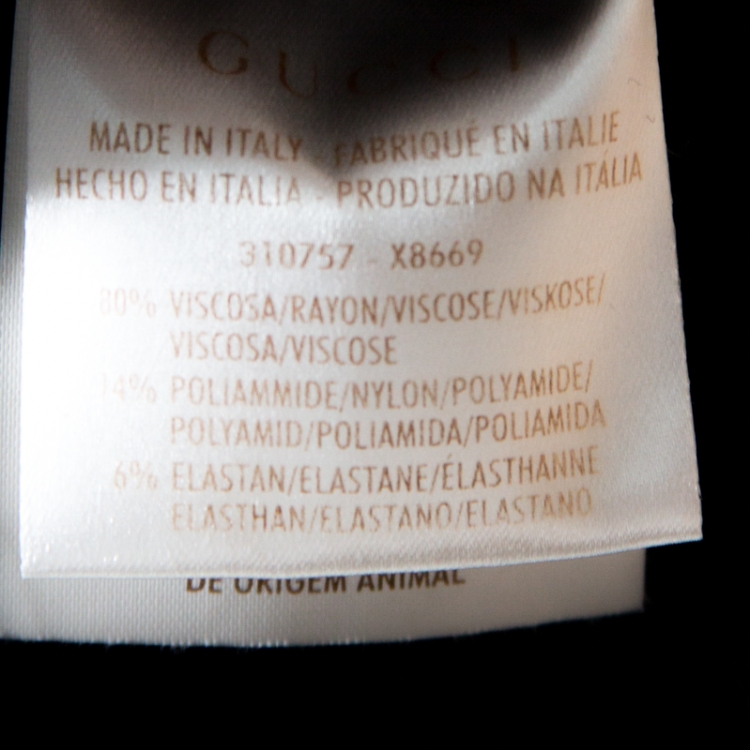 GUCCI
MADE IN ITALY - FABRIQUÉ EN ITALIE
HECHO EN ITALIA - PRODUZIDO NA ITÁLIA
310757 - X8669
80% VISCOSA/RAYON/VISCOSE/VISKOSE/
VISCOSA/VISCOSE
14% POLIAMMIDE/NYLON/POLYAMIDE/
POLYAMID/POLIAMIDA/POLIAMIDA
6% ELASTAN/ELASTANE/ÉLASTHANNE
ELASTHAN/ELASTANO/ELASTANO
DE ORIGEM ANIMAL